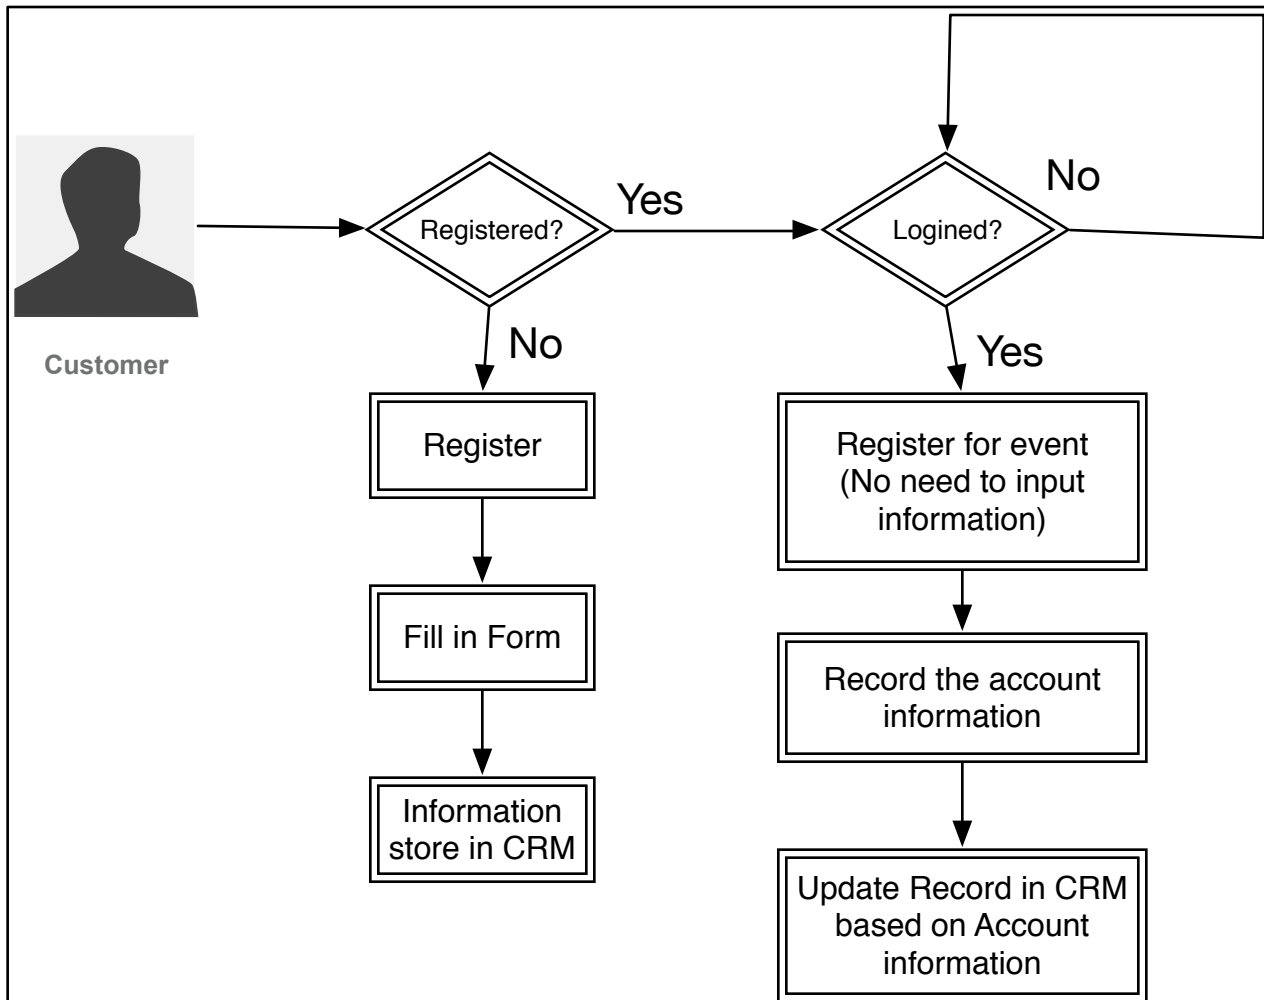 Registered?
Yes
Logined?
No
Customer
No
Yes
Register
Register for event
(No need to input
information)
Fill in Form
Record the account
information
Information
store in CRM
Update Record in CRM
based on Account
information